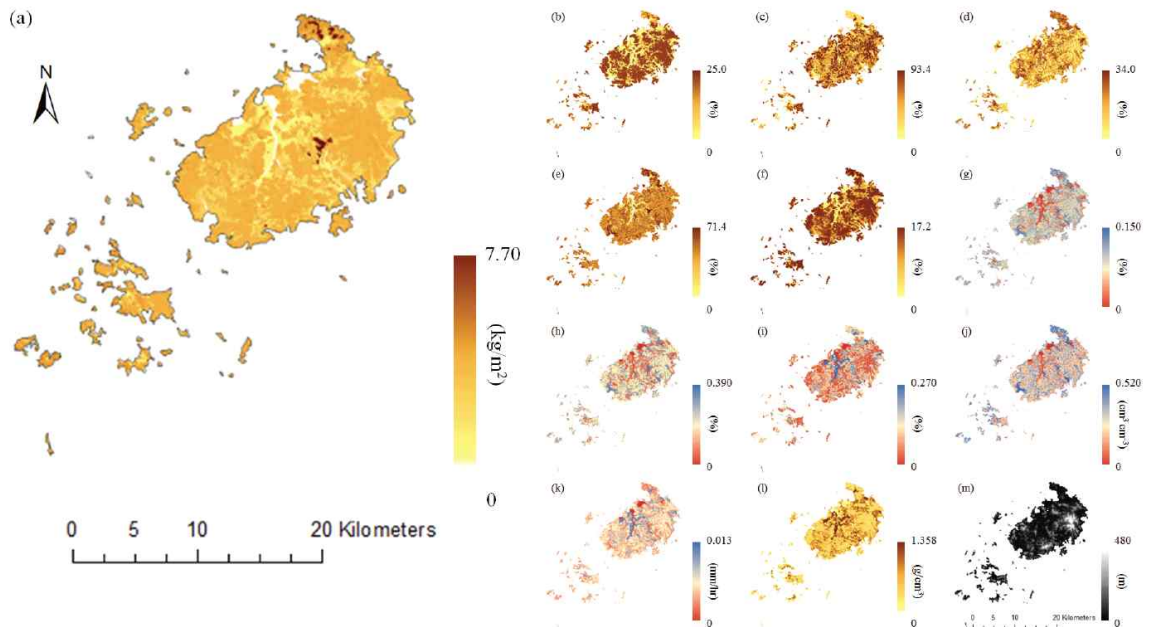 (a)
N
7.70
(kg/m²)
0
0 5 10 20 Kilometers
(b)
25.0
(%)
0
(c)
93.4
(%)
0
(d)
34.0
(%)
0
(e)
71.4
(%)
0
(f)
17.2
(%)
0
(g)
0.150
(%)
0
(h)
0.390
(%)
0
(i)
0.270
(%)
0
(j)
0.520
(cm³ cm⁻³)
0
(k)
0.013
(mm/hr)
0
(l)
1.358
(g/cm³)
0
(m)
480
(m)
0
0 5 10 20 Kilometers